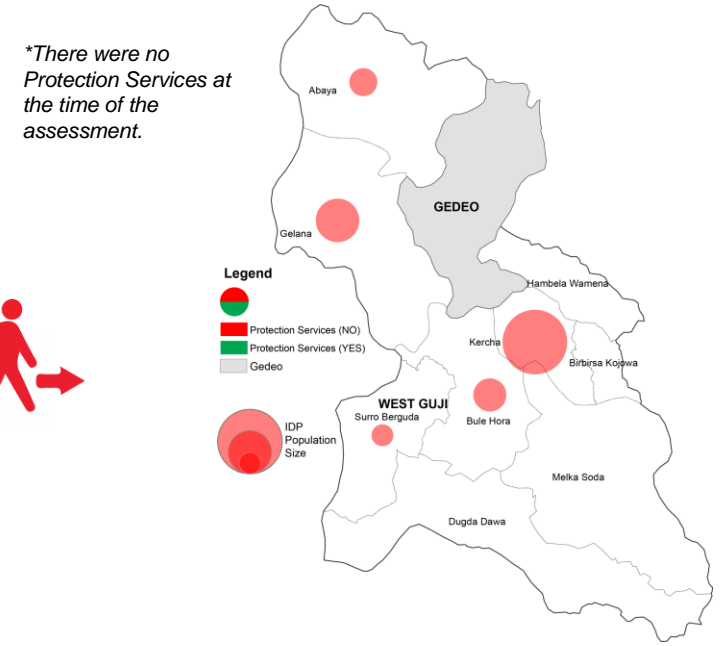 *There were no
Protection Services at
the time of the
assessment.
Abaya
GEDEO
Gelana
Legend
Protection Services (NO)
Protection Services (YES)
Gedeo
IDP
Population
Size
Hambela Wamena
Kercha
Birbirsa Kojowa
WEST GUJI
Surro Berguda
Bule Hora
Melka Soda
Dugda Dawa